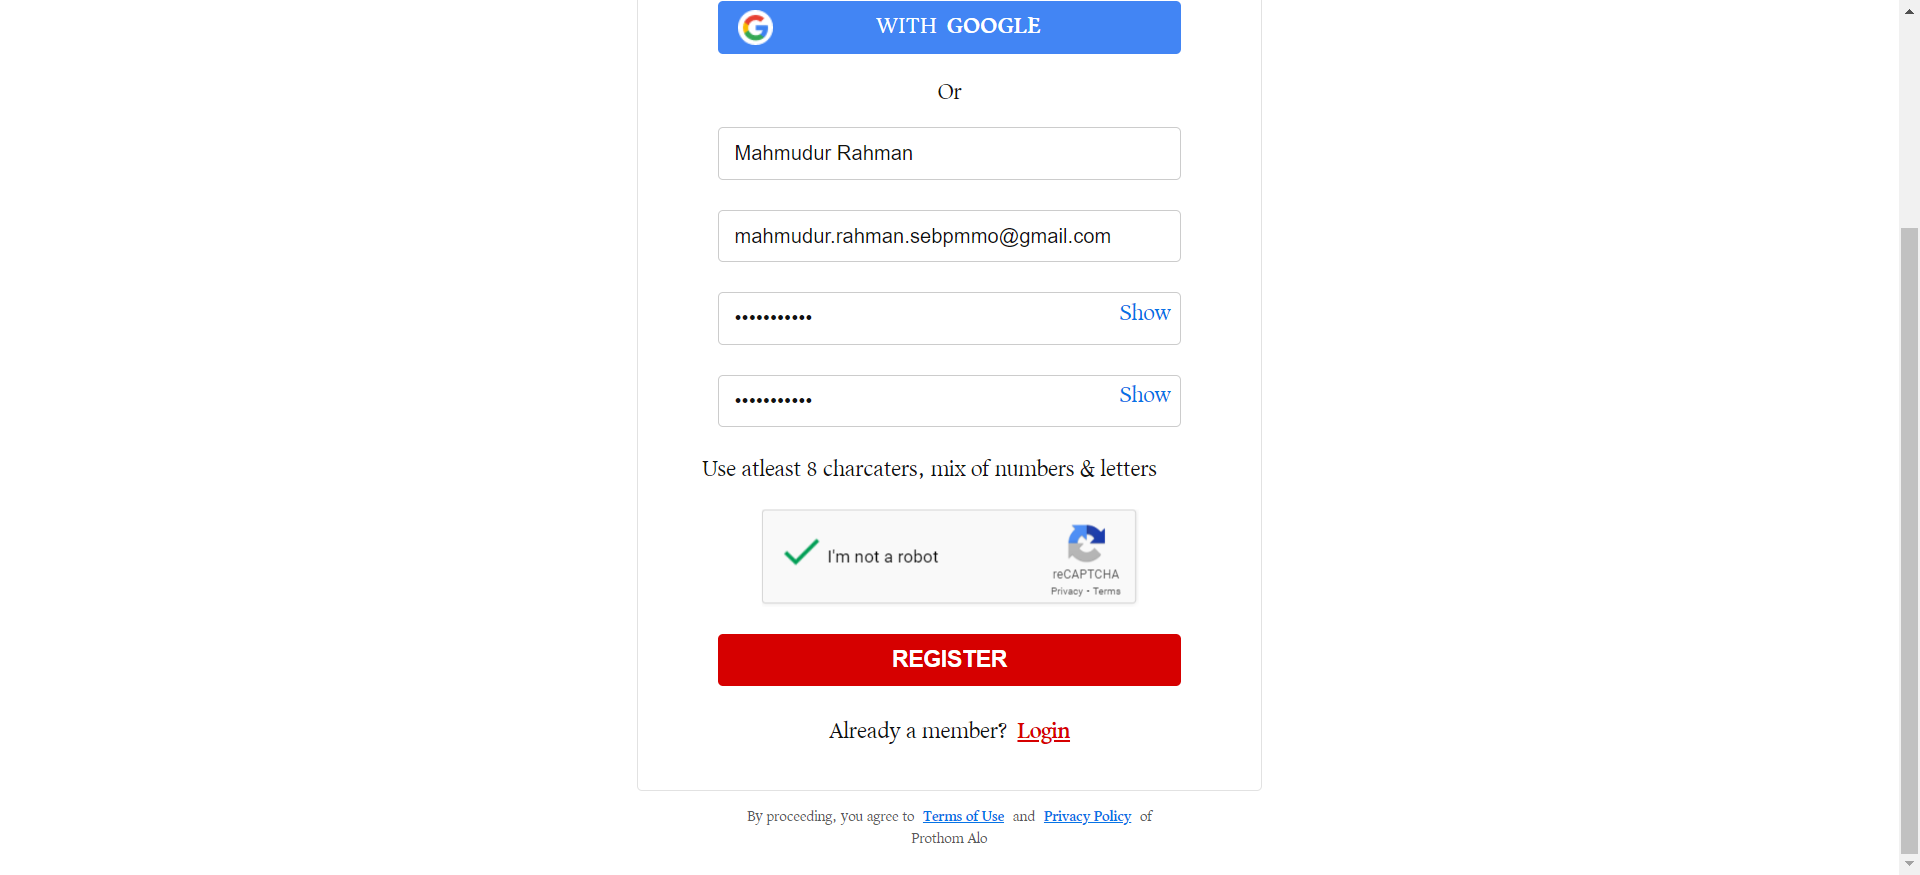 WITH GOOGLE
Or
Mahmudur Rahman
mahmudur.rahman.sebpmmo@gmail.com
••••••••••• Show
••••••••••• Show
Use atleast 8 charcaters, mix of numbers & letters
I'm not a robot
reCAPTCHA
Privacy - Terms
REGISTER
Already a member? Login
By proceeding, you agree to Terms of Use and Privacy Policy of
Prothom Alo